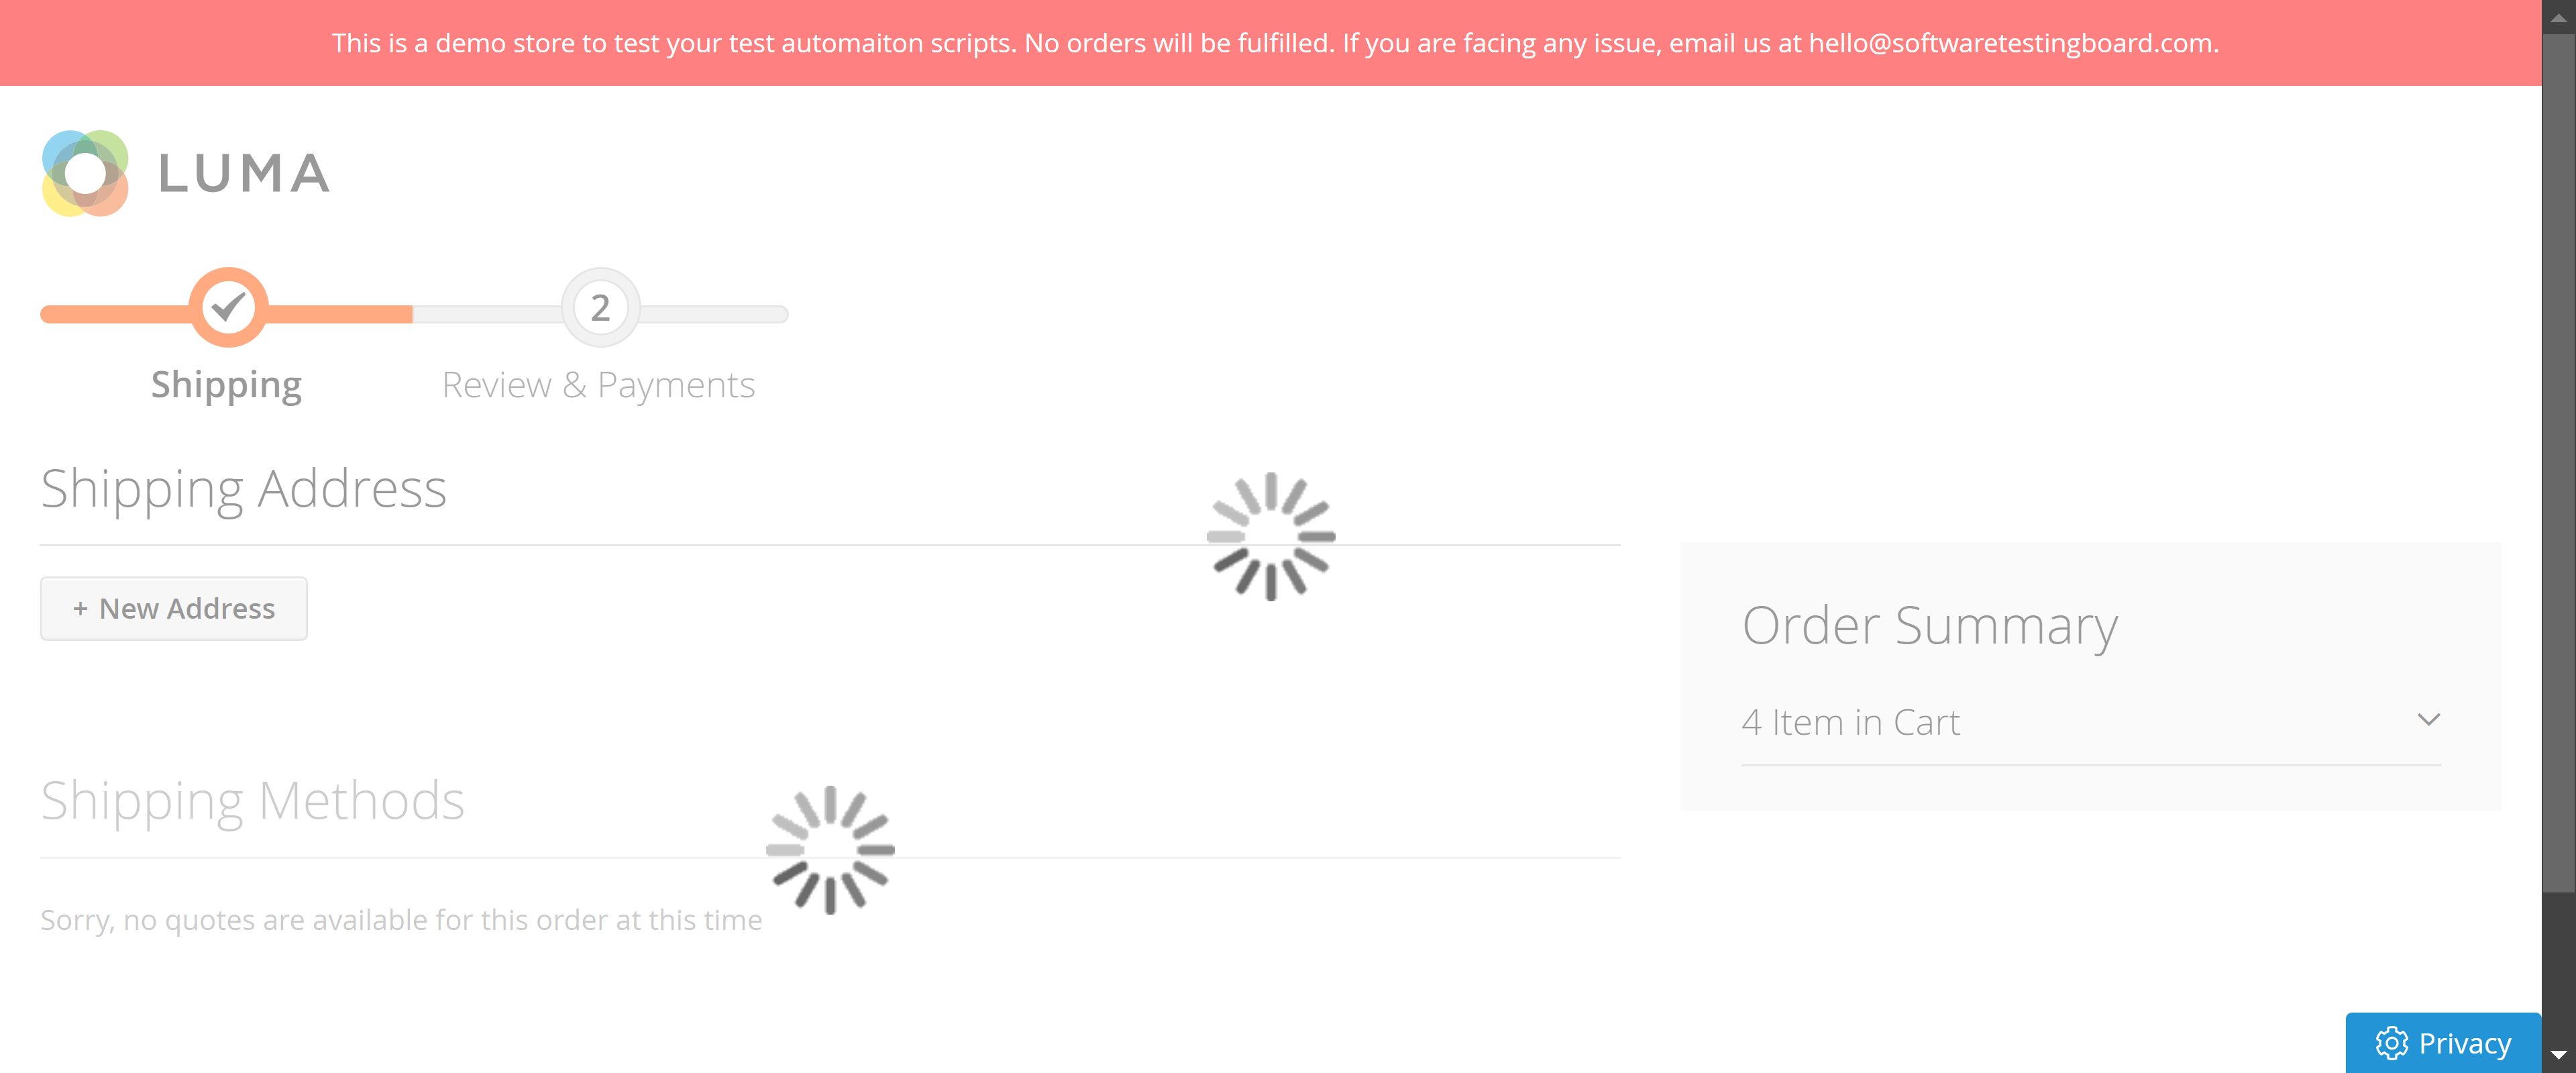 This is a demo store to test your test automaiton scripts. No orders will be fulfilled. If you are facing any issue, email us at hello@softwaretestingboard.com.
LUMA
2
Shipping
Review & Payments
Shipping Address
+ New Address
Order Summary
4 Item in Cart
Shipping Methods
Sorry, no quotes are available for this order at this time
Privacy